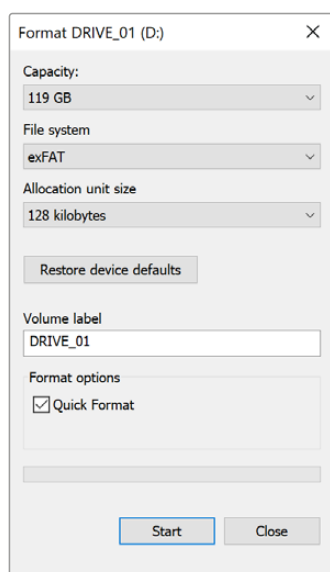 Format DRIVE_01 (D:)
Capacity:
119 GB
File system
exFAT
Allocation unit size
128 kilobytes
Restore device defaults
Volume label
DRIVE_01
Format options
Quick Format
Start Close